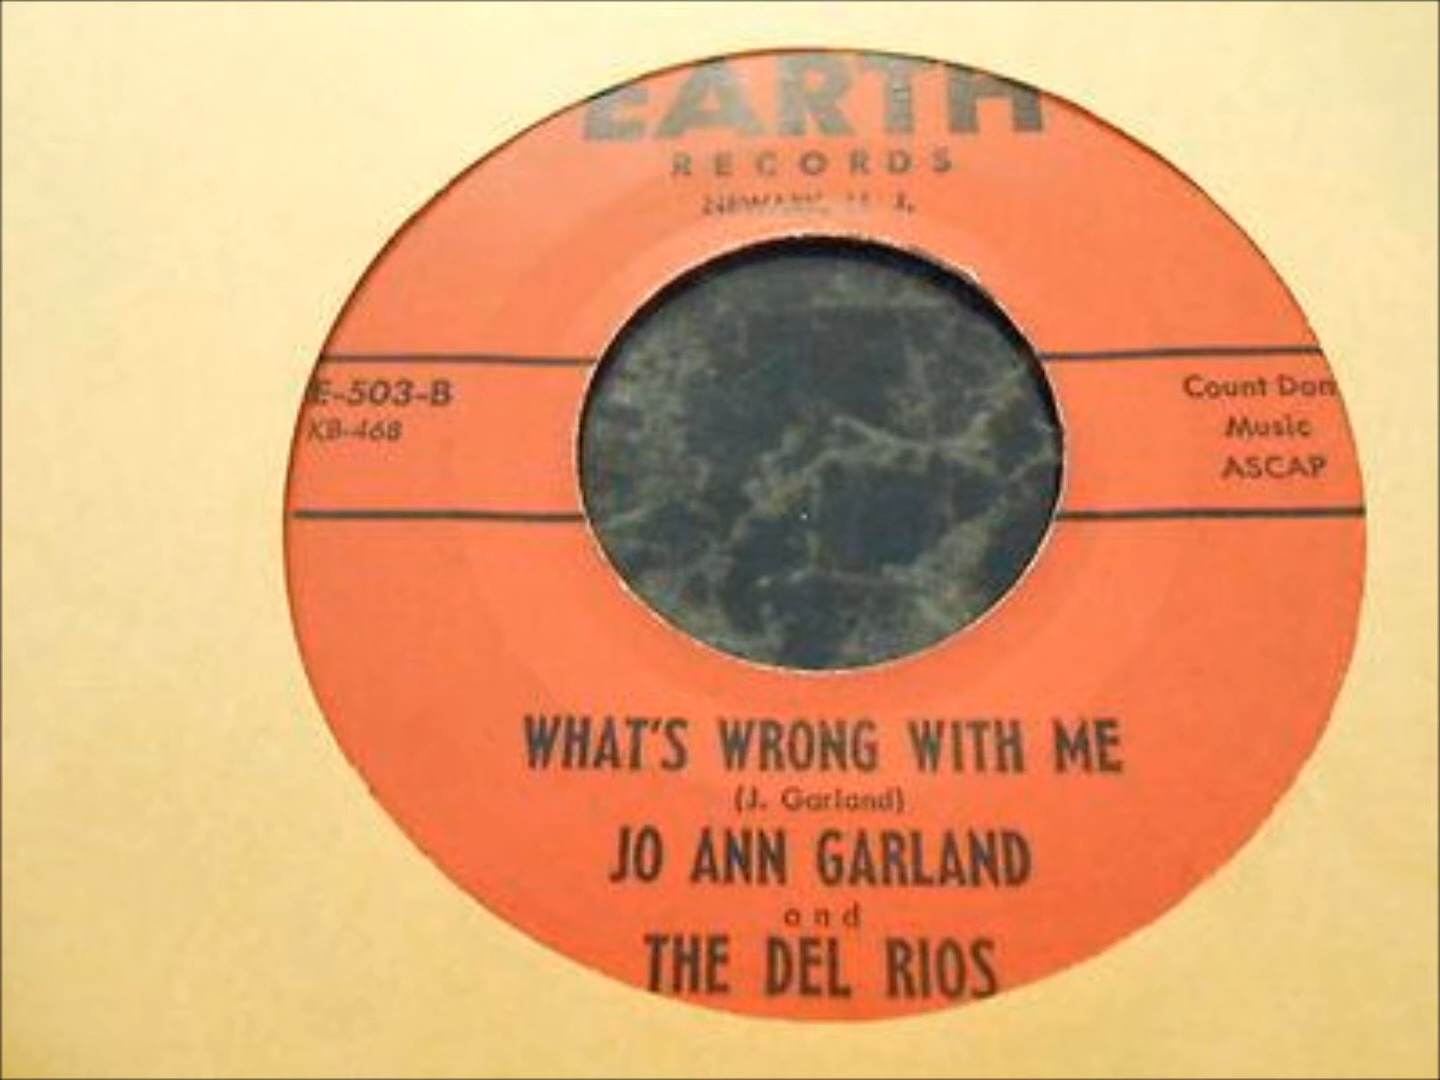 EARTH
RECORDS
E-503-B
KB-468
Count Don
Music
ASCAP
WHAT'S WRONG WITH ME
(J. Garland)
JO ANN GARLAND
and
THE DEL RIOS